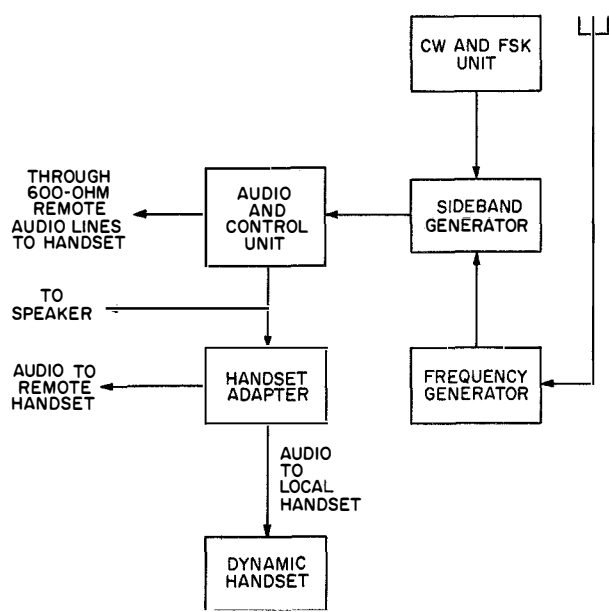 CW AND FSK
UNIT
THROUGH
600-OHM
REMOTE
AUDIO LINES
TO HANDSET
AUDIO
AND
CONTROL
UNIT
SIDEBAND
GENERATOR
TO
SPEAKER
AUDIO TO
REMOTE
HANDSET
HANDSET
ADAPTER
FREQUENCY
GENERATOR
AUDIO
TO
LOCAL
HANDSET
DYNAMIC
HANDSET